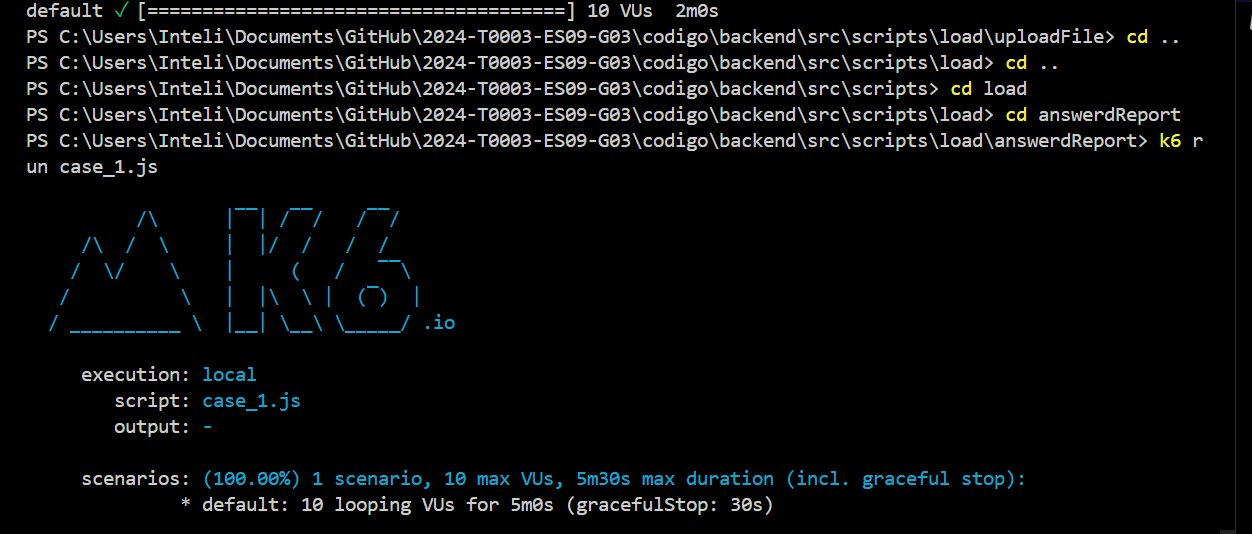 default ✓ [======================================] 10 VUs  2m0s
PS C:\Users\Inteli\Documents\GitHub\2024-T0003-ES09-G03\codigo\backend\src\scripts\load\uploadFile> cd ..
PS C:\Users\Inteli\Documents\GitHub\2024-T0003-ES09-G03\codigo\backend\src\scripts\load> cd ..
PS C:\Users\Inteli\Documents\GitHub\2024-T0003-ES09-G03\codigo\backend\src\scripts> cd load
PS C:\Users\Inteli\Documents\GitHub\2024-T0003-ES09-G03\codigo\backend\src\scripts\load> cd answerdReport
PS C:\Users\Inteli\Documents\GitHub\2024-T0003-ES09-G03\codigo\backend\src\scripts\load\answerdReport> k6 r
un case_1.js
          /\      |‾‾| /‾‾/   /‾‾/
     /\  /  \     |  |/  /   /  /
    /  \/    \    |     (   /   ‾‾\
   /          \   |  |\  \ |  (‾)  |
  / __________ \  |__| \__\ \_____/ .io
execution: local
script: case_1.js
output: -
scenarios: (100.00%) 1 scenario, 10 max VUs, 5m30s max duration (incl. graceful stop):
* default: 10 looping VUs for 5m0s (gracefulStop: 30s)